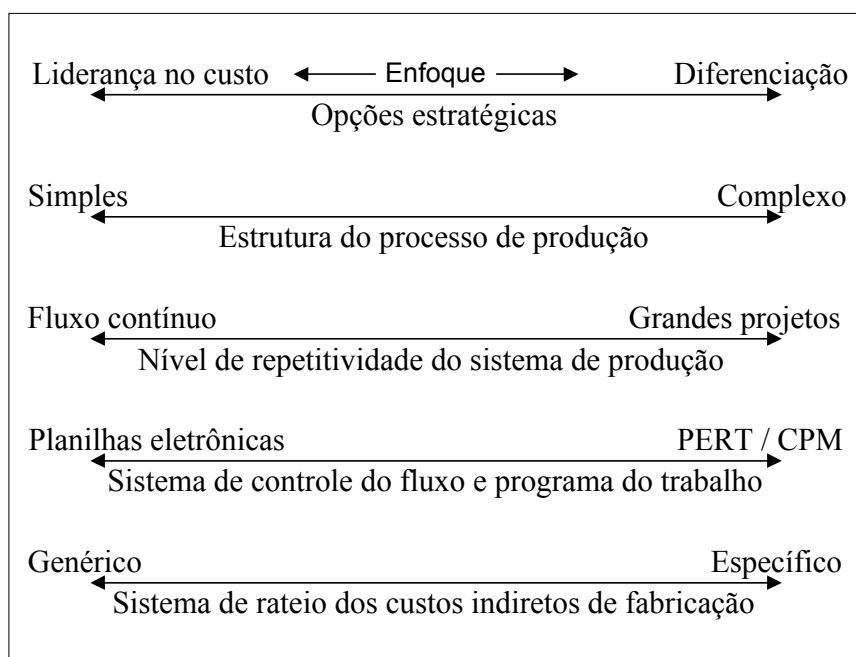 Liderança no custo Enfoque Diferenciação
Opções estratégicas
Simples Complexo
Estrutura do processo de produção
Fluxo contínuo Grandes projetos
Nível de repetitividade do sistema de produção
Planilhas eletrônicas PERT / CPM
Sistema de controle do fluxo e programa do trabalho
Genérico Específico
Sistema de rateio dos custos indiretos de fabricação